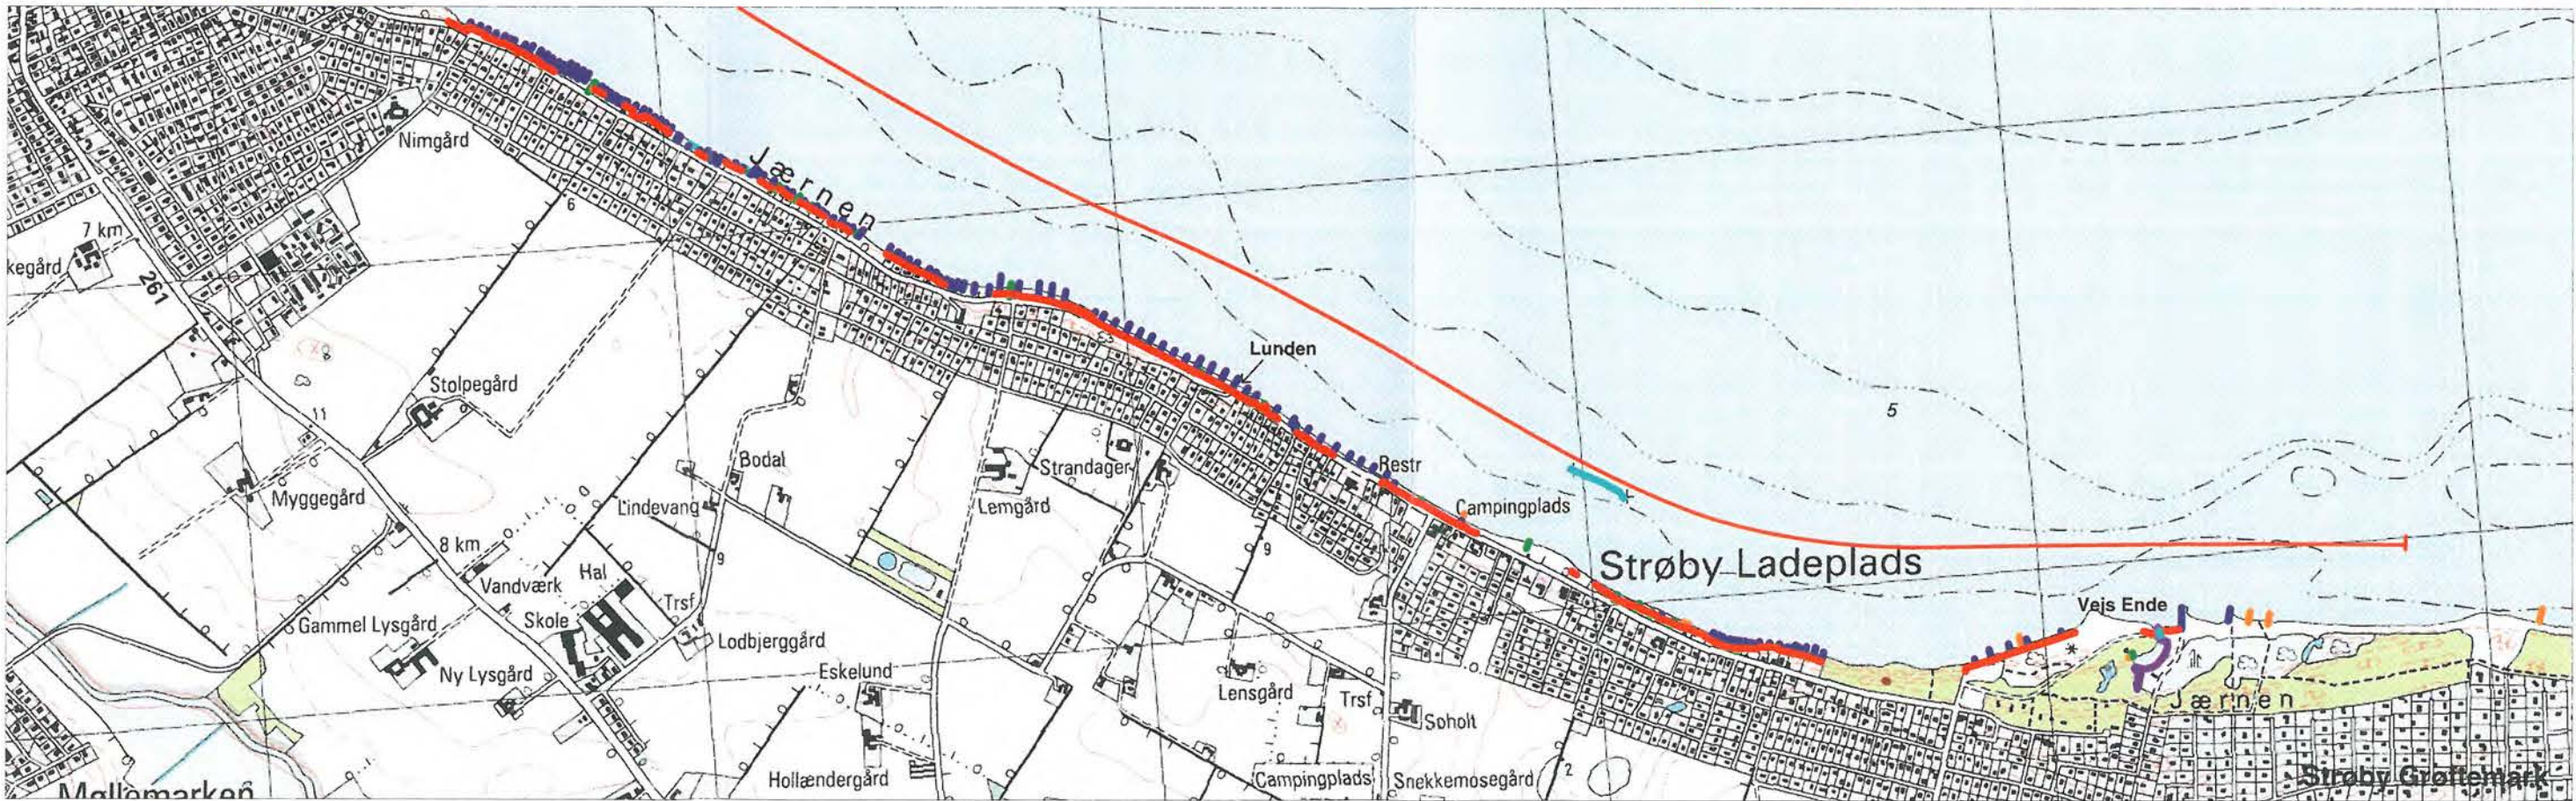 Nimgård
Jærnen
6
7 km
kegård
261
Lunden
Stolpegård
11
5
Restr
Bodal
Strandager
Myggegård
Lindevang
Lemgård
Campingplads
8 km
9
9
Strøby Ladeplads
Vandværk
Hal
Trsf
Skole
Gammel Lysgård
Vejs Ende
Lodbjerggård
Ny Lysgård
Eskelund
Lensgård
Trsf
Jærnen
Søholt
Hollændergård
Campingplads
Snekkemosegård
2
Strøby Grøftemark
Møllemarken